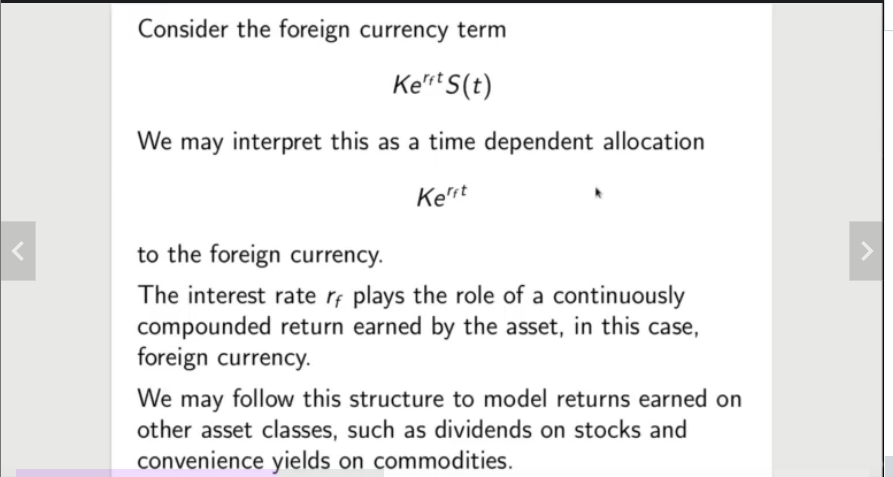 Consider the foreign currency term
Ke^{r_f t}S(t)
We may interpret this as a time dependent allocation
Ke^{r_f t}
to the foreign currency.
The interest rate r_f plays the role of a continuously
compounded return earned by the asset, in this case,
foreign currency.
We may follow this structure to model returns earned on
other asset classes, such as dividends on stocks and
convenience yields on commodities.